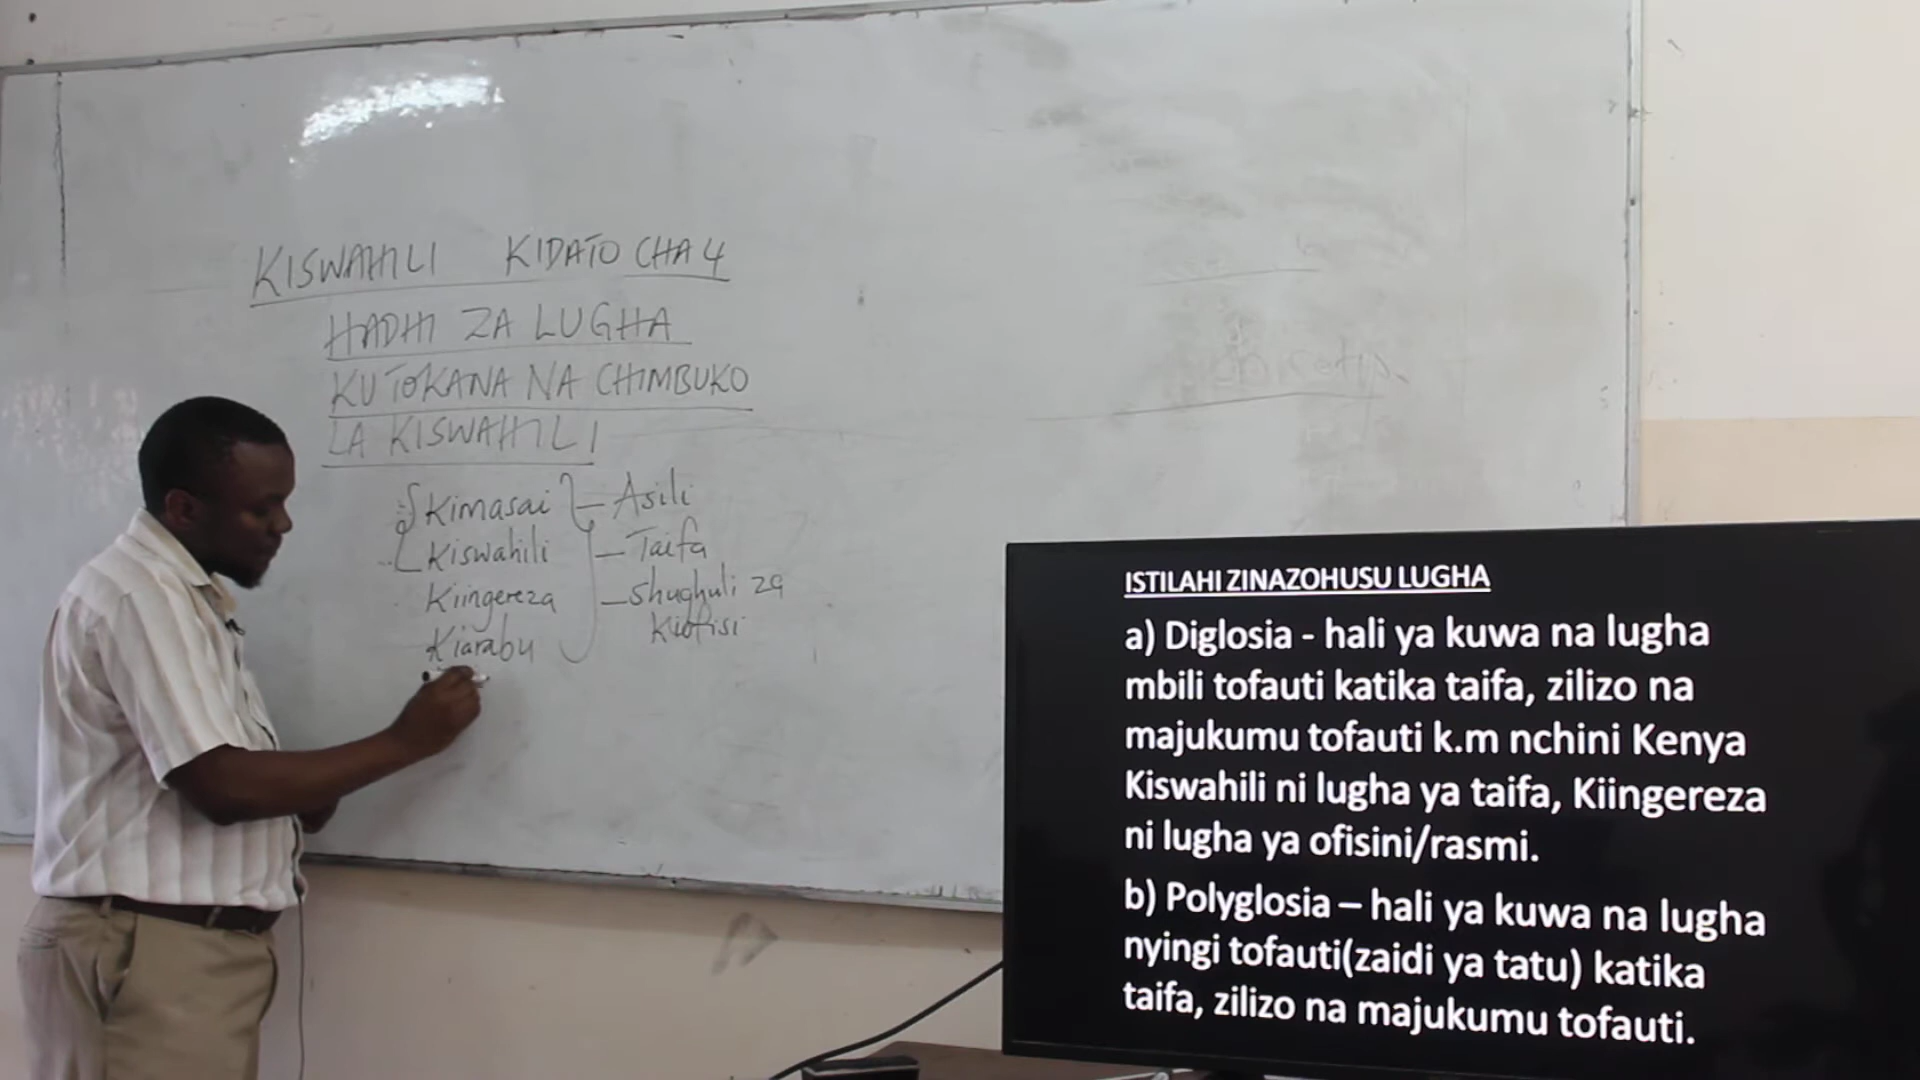 KISWAHILI KIDATO CHA 4
HADHI ZA LUGHA
KUTOKANA NA CHIMBUKO
LA KISWAHILI
Kimasai – Asili
Kiswahili – Taifa
Kiingereza – Shughuli za
Kiarabu Kiofisi
ISTILAHI ZINAZOHUSU LUGHA
a) Diglosia - hali ya kuwa na lugha
mbili tofauti katika taifa, zilizo na
majukumu tofauti k.m nchini Kenya
Kiswahili ni lugha ya taifa, Kiingereza
ni lugha ya ofisini/rasmi.
b) Polyglosia – hali ya kuwa na lugha
nyingi tofauti(zaidi ya tatu) katika
taifa, zilizo na majukumu tofauti.